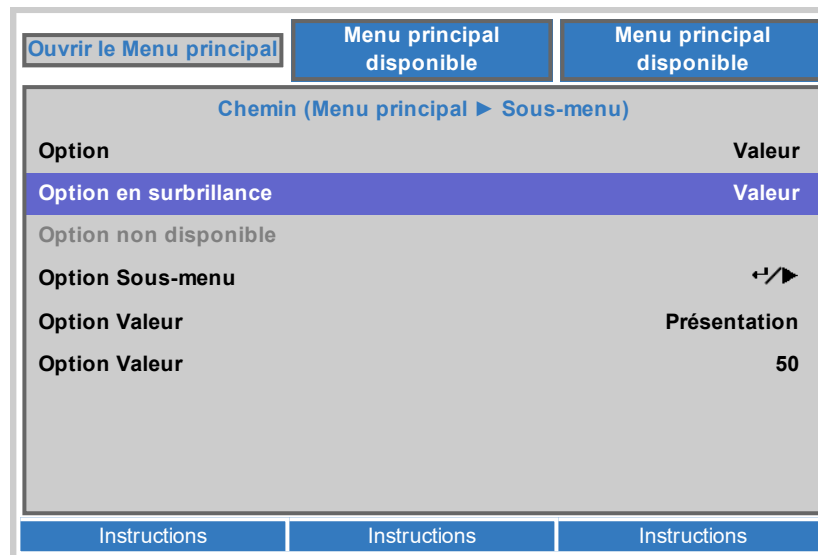 Ouvrir le Menu principal
Menu principal
disponible
Menu principal
disponible
Chemin (Menu principal ► Sous-menu)
Option Valeur
Option en surbrillance Valeur
Option non disponible
Option Sous-menu ↵/►
Option Valeur Présentation
Option Valeur 50
Instructions Instructions Instructions